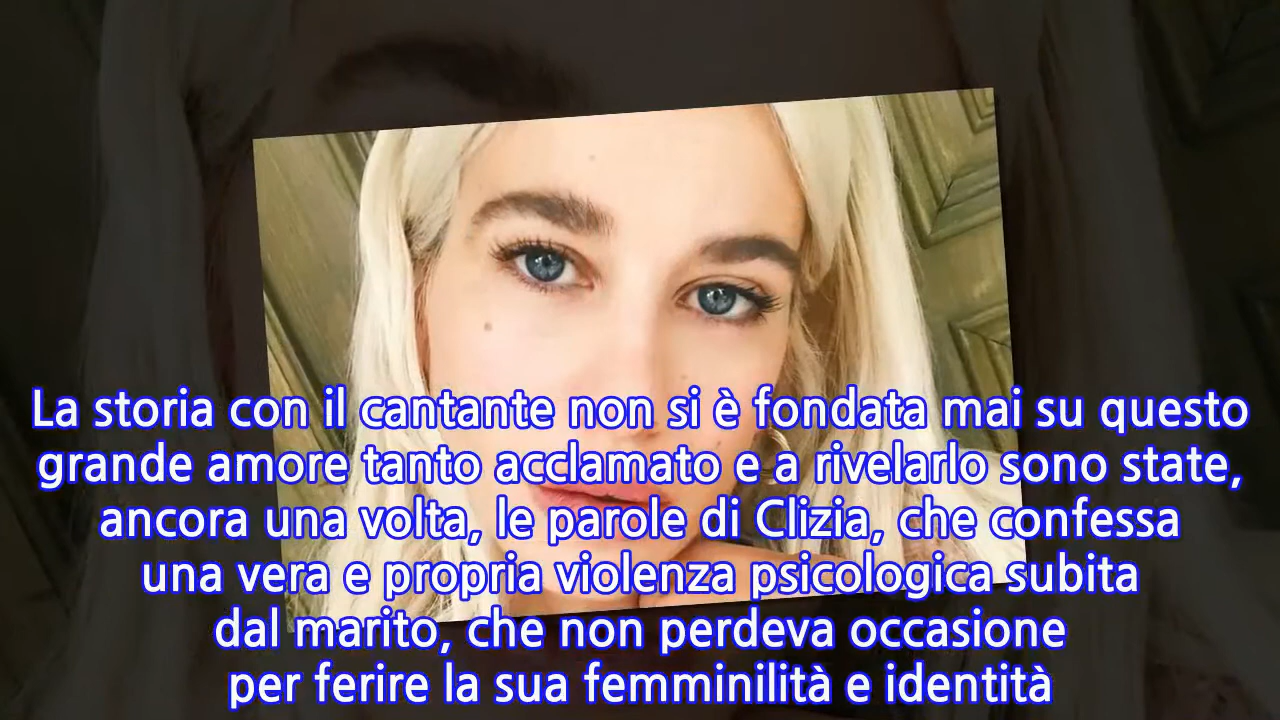 La storia con il cantante non si è fondata mai su questo
grande amore tanto acclamato e a rivelarlo sono state,
ancora una volta, le parole di Clizia, che confessa
una vera e propria violenza psicologica subita
dal marito, che non perdeva occasione
per ferire la sua femminilità e identità